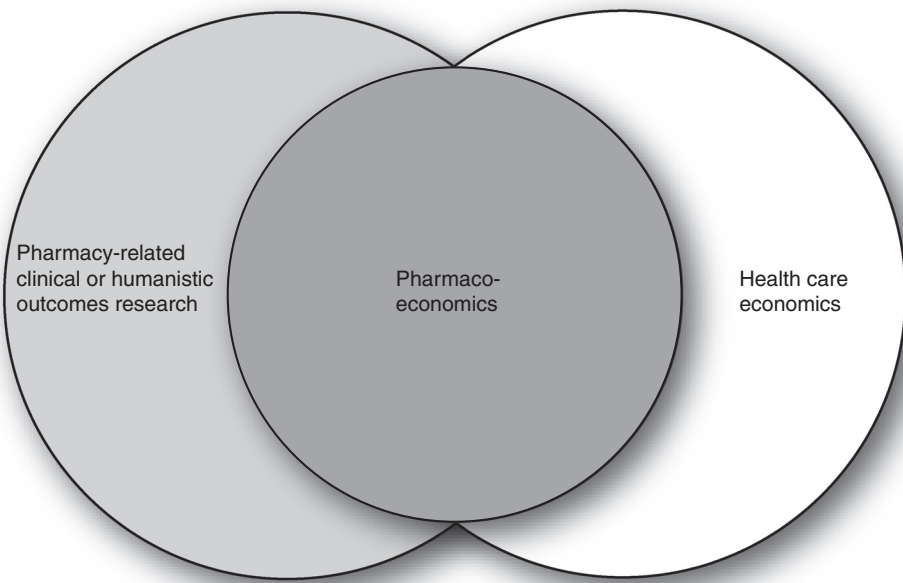 Pharmacy-related
clinical or humanistic
outcomes research
Pharmaco-
economics
Health care
economics